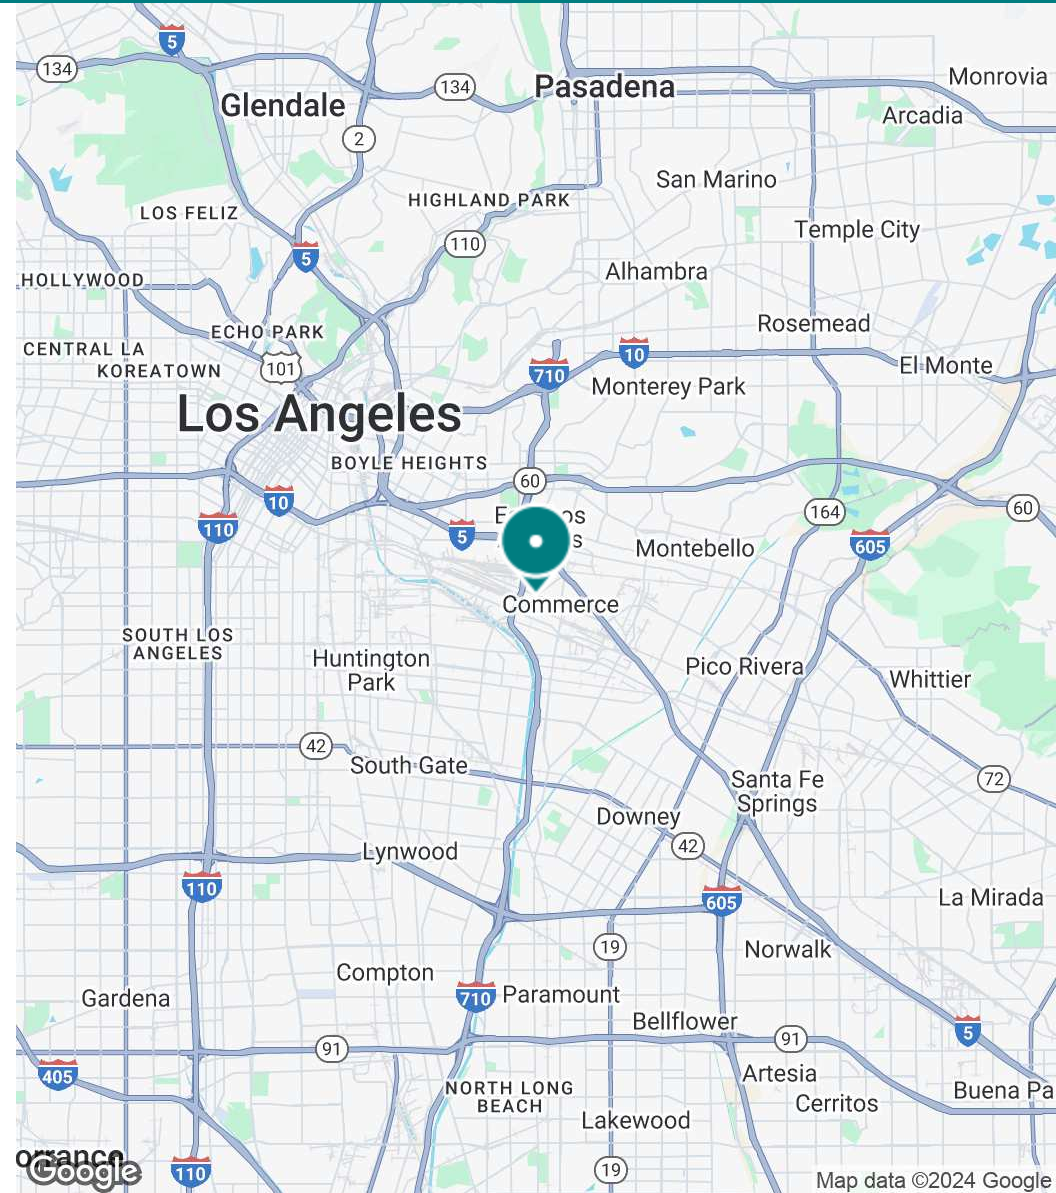 5
134
Glendale
134
Pasadena
Monrovia
Arcadia
2
San Marino
HIGHLAND PARK
LOS FELIZ
110
Temple City
5
Alhambra
HOLLYWOOD
ECHO PARK
Rosemead
CENTRAL LA
KOREATOWN
101
10
710
Monterey Park
El Monte
Los Angeles
BOYLE HEIGHTS
60
10
110
5
164
60
605
Montebello
Commerce
SOUTH LOS
ANGELES
Huntington
Park
Pico Rivera
Whittier
42
South Gate
72
Santa Fe
Springs
Downey
42
Lynwood
110
605
La Mirada
19
Norwalk
Compton
Gardena
710
Paramount
Bellflower
5
91
91
405
Artesia
NORTH LONG
BEACH
Buena Pa
Cerritos
Lakewood
orrance
Google
110
19
Map data ©2024 Google